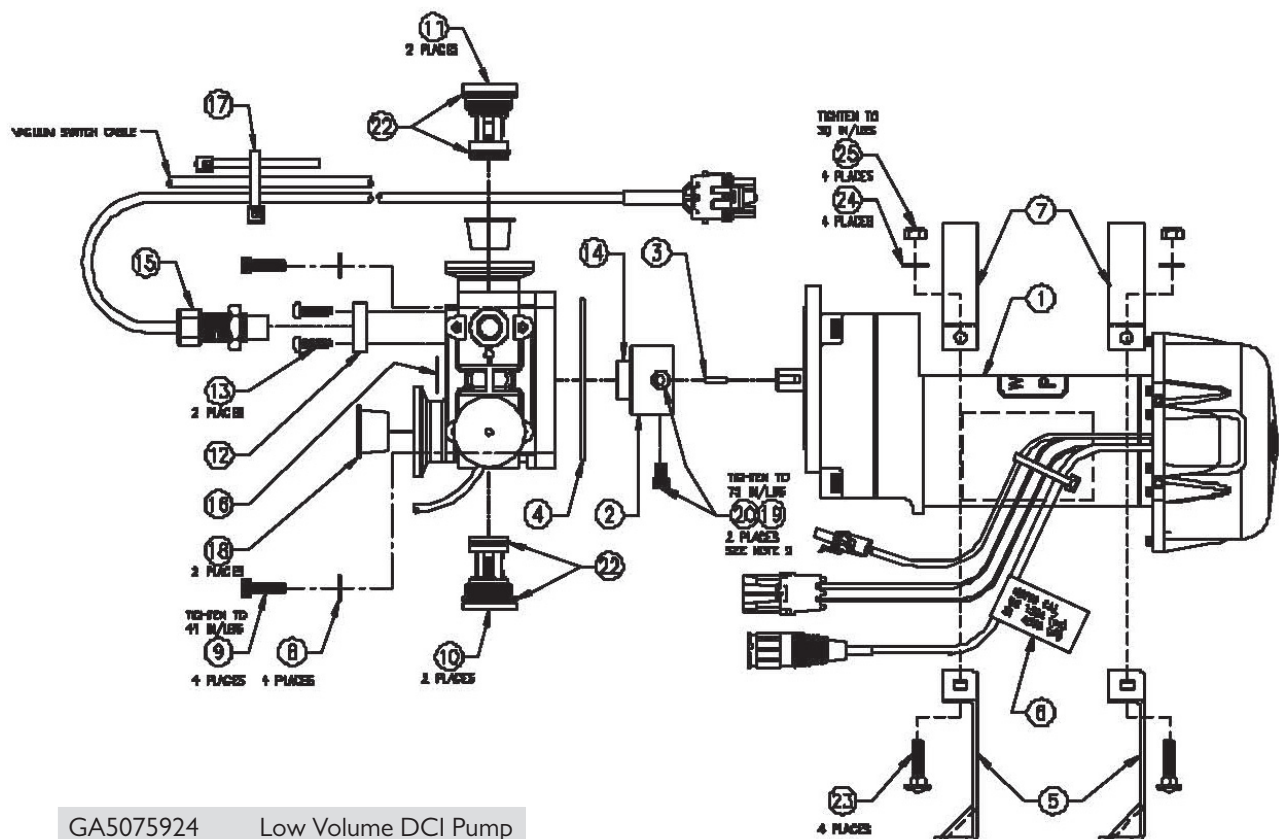 11
2 PLACES
17
22
VACUUM SWITCH CABLE
TIGHTEN TO
30 IN/LBS
25
4 PLACES
24
4 PLACES
7
15
14
3
1
W P
13
2 PLACES
12
16
18
2 PLACES
4
2
TIGHTEN TO
75 IN/LBS
20 19
2 PLACES
SEE NOTE
22
TIGHTEN TO
IN/LBS
9
4 PLACES
8
4 PLACES
10
2 PLACES
6
23
4 PLACES
5
GA5075924 Low Volume DCI Pump